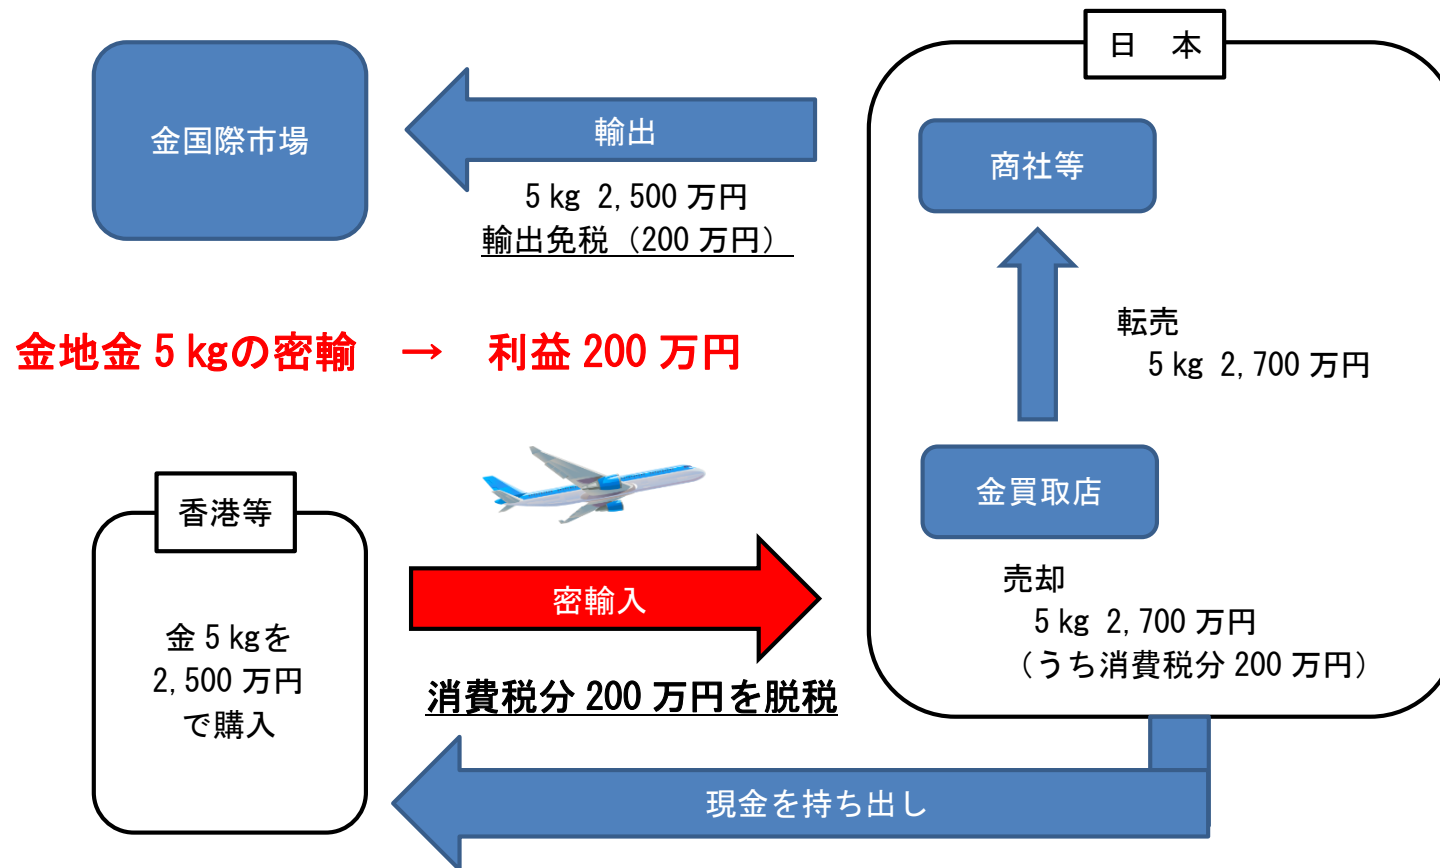 日　本
金国際市場
輸出
5 kg 2,500 万円
輸出免税（200 万円）
商社等
転売
5 kg 2,700 万円
金地金 5 kgの密輸　→　利益 200 万円
金買取店
売却
5 kg 2,700 万円
（うち消費税分 200 万円）
香港等
金 5 kgを
2,500 万円
で購入
密輸入
消費税分 200 万円を脱税
現金を持ち出し